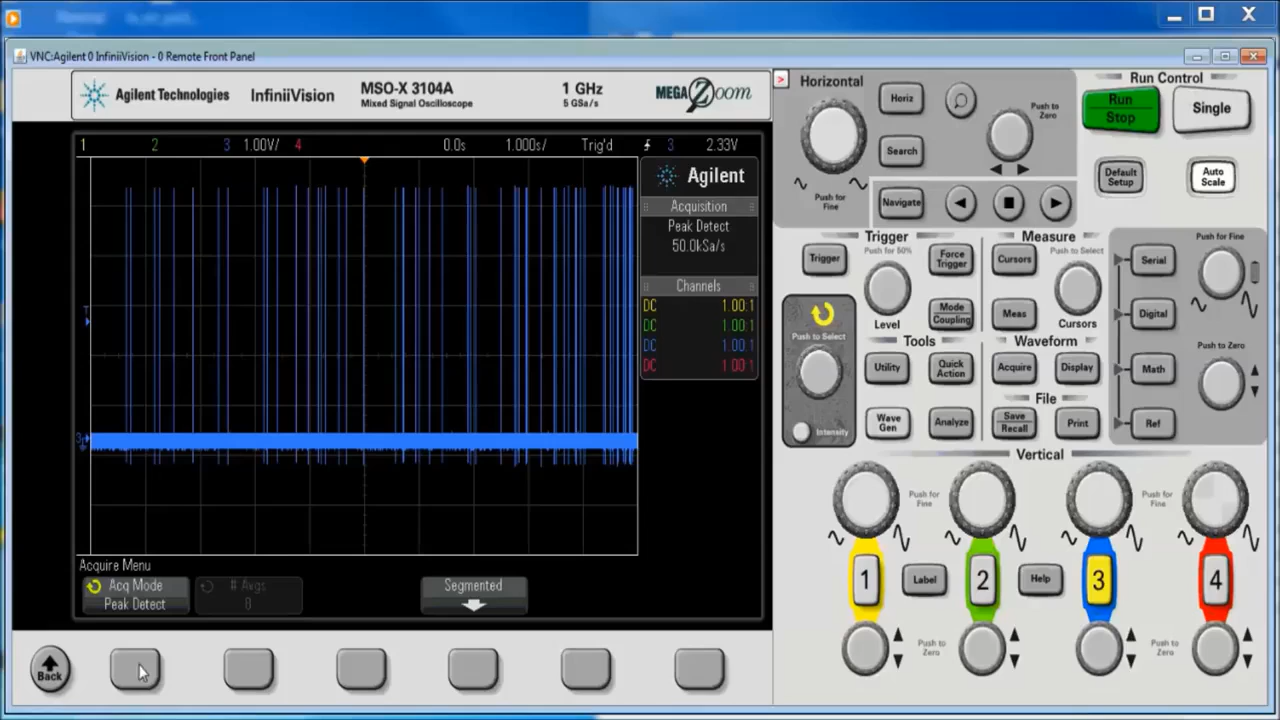 VNC:Agilent 0 InfiniiVision - 0 Remote Front Panel
Agilent Technologies InfiniiVision MSO-X 3104A 1 GHz MEGA Zoom
Mixed Signal Oscilloscope 5 GSa/s
1 2 3 1.00V/ 4 0.0s 1.000s/ Trig'd 3 2.33V
Agilent
Acquisition
Peak Detect
50.0kSa/s
Channels
DC 1.00:1
DC 1.00:1
DC 1.00:1
DC 1.00:1
T
3
Acquire Menu
Acq Mode
Peak Detect
# Avgs
8
Segmented
Back
>
Horizontal
Push for
Fine
Horiz
Search
Push to
Zero
Navigate
Run Control
Run
Stop
Single
Default
Setup
Auto
Scale
Trigger
Push for 50%
Trigger
Force
Trigger
Level
Mode
Coupling
Measure
Push to Select
Cursors
Meas
Cursors
Push to Select
Intensity
Tools
Utility
Quick
Action
Wave
Gen
Analyze
Waveform
Acquire
Display
File
Save
Recall
Print
Push for Fine
Serial
Digital
Push to Zero
Math
Ref
Vertical
Push for
Fine
Push for
Fine
1
Label
2
Help
3
4
Push to
Zero
Push to
Zero